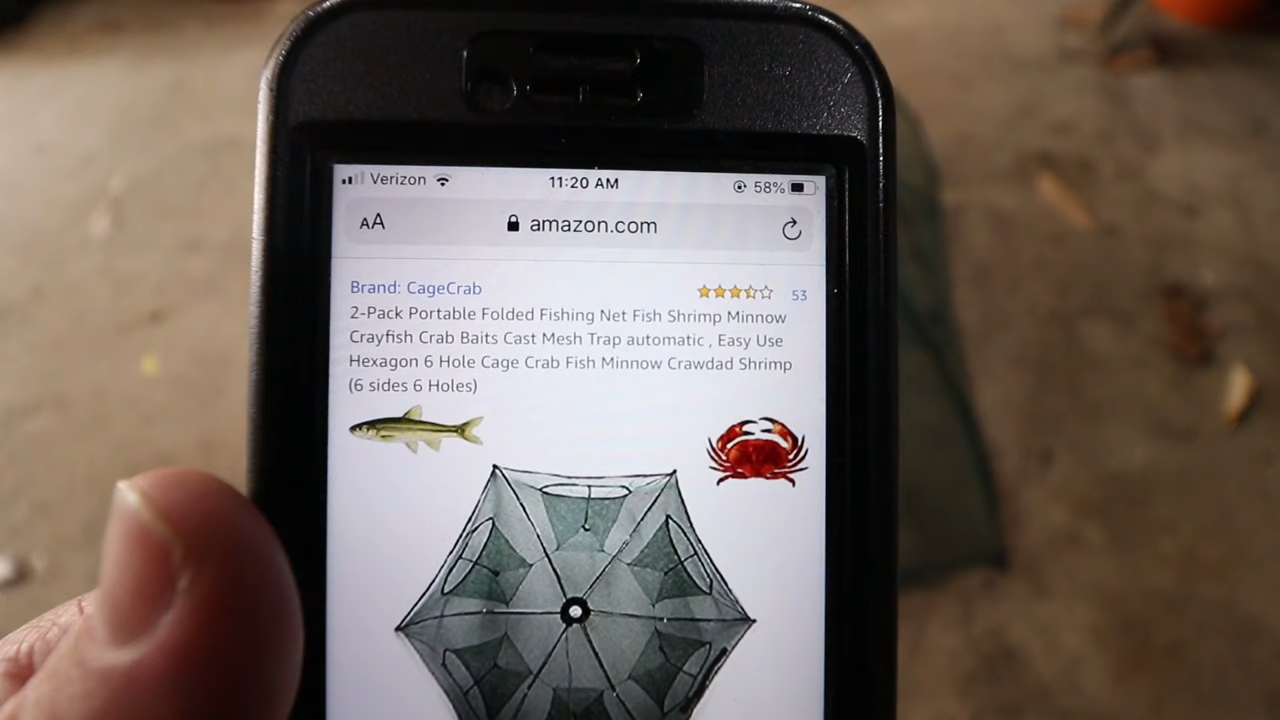 Verizon 11:20 AM 58%
AA amazon.com
Brand: CageCrab 53
2-Pack Portable Folded Fishing Net Fish Shrimp Minnow
Crayfish Crab Baits Cast Mesh Trap automatic , Easy Use
Hexagon 6 Hole Cage Crab Fish Minnow Crawdad Shrimp
(6 sides 6 Holes)